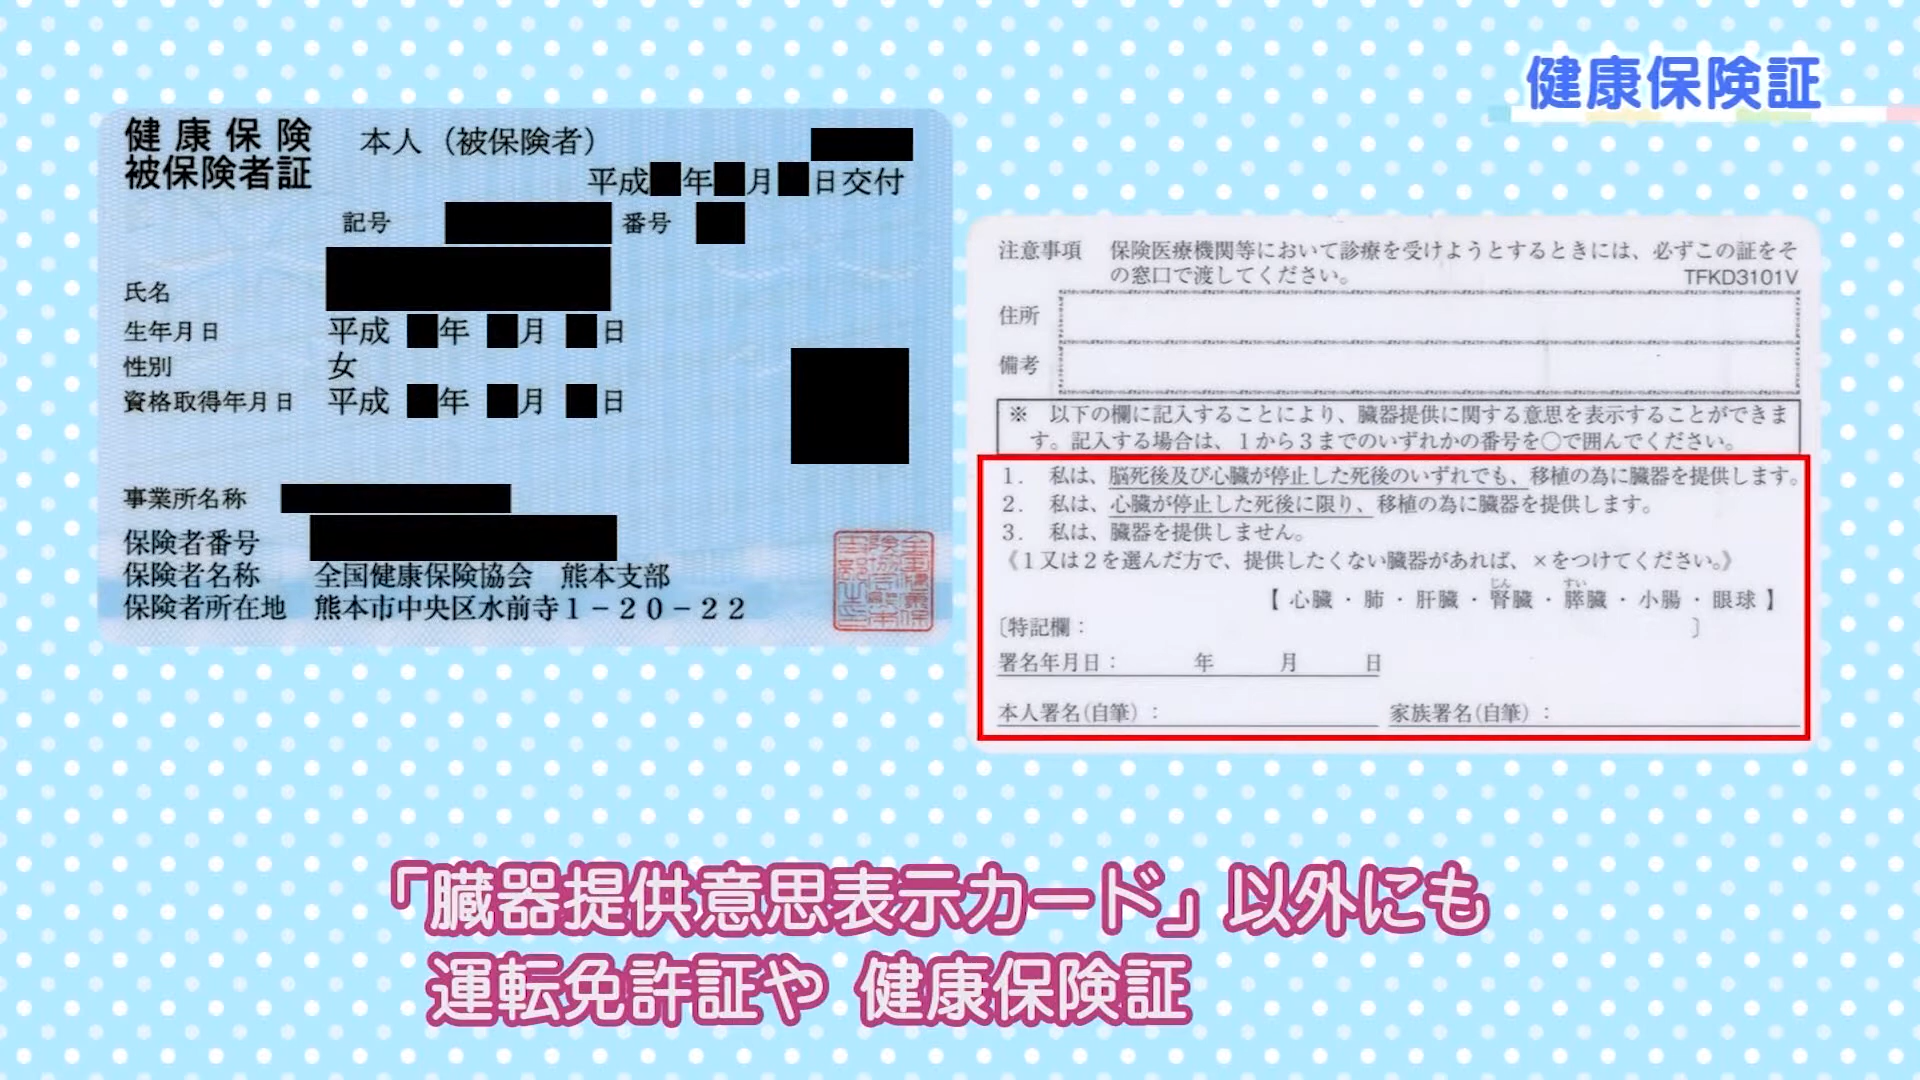 健康保険証
健康保険
被保険者証
本人（被保険者）
平成 年 月 日交付
記号 番号
氏名
生年月日 平成 年 月 日
性別 女
資格取得年月日 平成 年 月 日
事業所名称
保険者番号
保険者名称 全国健康保険協会 熊本支部
保険者所在地 熊本市中央区水前寺１－２０－２２
注意事項 保険医療機関等において診療を受けようとするときには、必ずこの証をそ
の窓口で渡してください。
TFKD3101V
住所
備考
※ 以下の欄に記入することにより、臓器提供に関する意思を表示することができま
す。記入する場合は、１から３までのいずれかの番号を〇で囲んでください。
１． 私は、脳死後及び心臓が停止した死後のいずれでも、移植の為に臓器を提供します。
２． 私は、心臓が停止した死後に限り、移植の為に臓器を提供します。
３． 私は、臓器を提供しません。
《１又は２を選んだ方で、提供したくない臓器があれば、×をつけてください。》
じん すい
【 心臓 ・ 肺 ・ 肝臓 ・ 腎臓 ・ 膵臓 ・ 小腸 ・ 眼球 】
〔特記欄： 〕
署名年月日： 年 月 日
本人署名(自筆)： 家族署名(自筆)：
「臓器提供意思表示カード」以外にも
運転免許証や 健康保険証